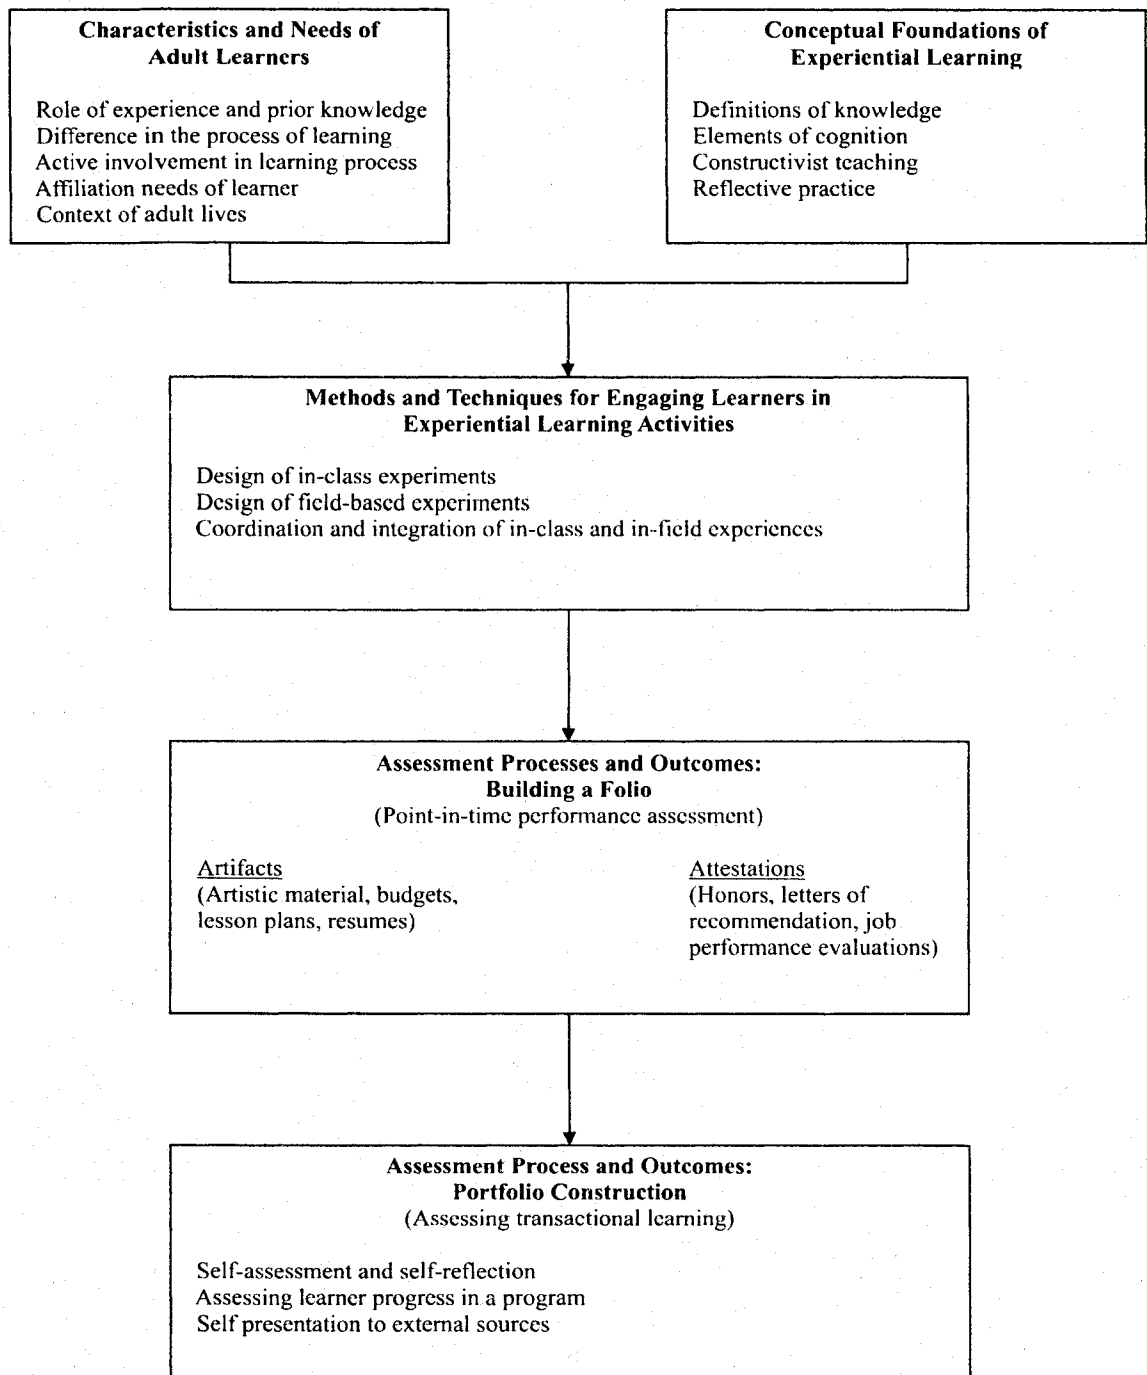 Characteristics and Needs of
Adult Learners
Role of experience and prior knowledge
Difference in the process of learning
Active involvement in learning process
Affiliation needs of learner
Context of adult lives
Conceptual Foundations of
Experiential Learning
Definitions of knowledge
Elements of cognition
Constructivist teaching
Reflective practice
Methods and Techniques for Engaging Learners in
Experiential Learning Activities
Design of in-class experiments
Design of field-based experiments
Coordination and integration of in-class and in-field experiences
Assessment Processes and Outcomes:
Building a Folio
(Point-in-time performance assessment)
Artifacts
(Artistic material, budgets,
lesson plans, resumes)
Attestations
(Honors, letters of
recommendation, job
performance evaluations)
Assessment Process and Outcomes:
Portfolio Construction
(Assessing transactional learning)
Self-assessment and self-reflection
Assessing learner progress in a program
Self presentation to external sources